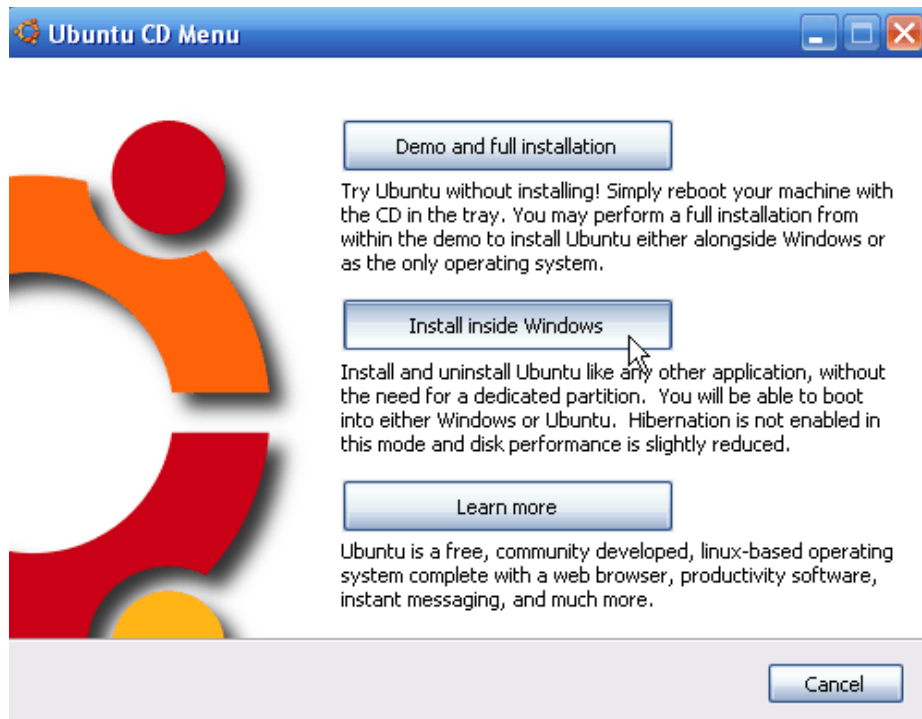 Ubuntu CD Menu
Demo and full installation
Try Ubuntu without installing! Simply reboot your machine with
the CD in the tray. You may perform a full installation from
within the demo to install Ubuntu either alongside Windows or
as the only operating system.
Install inside Windows
Install and uninstall Ubuntu like any other application, without
the need for a dedicated partition.  You will be able to boot
into either Windows or Ubuntu.  Hibernation is not enabled in
this mode and disk performance is slightly reduced.
Learn more
Ubuntu is a free, community developed, linux-based operating
system complete with a web browser, productivity software,
instant messaging, and much more.
Cancel